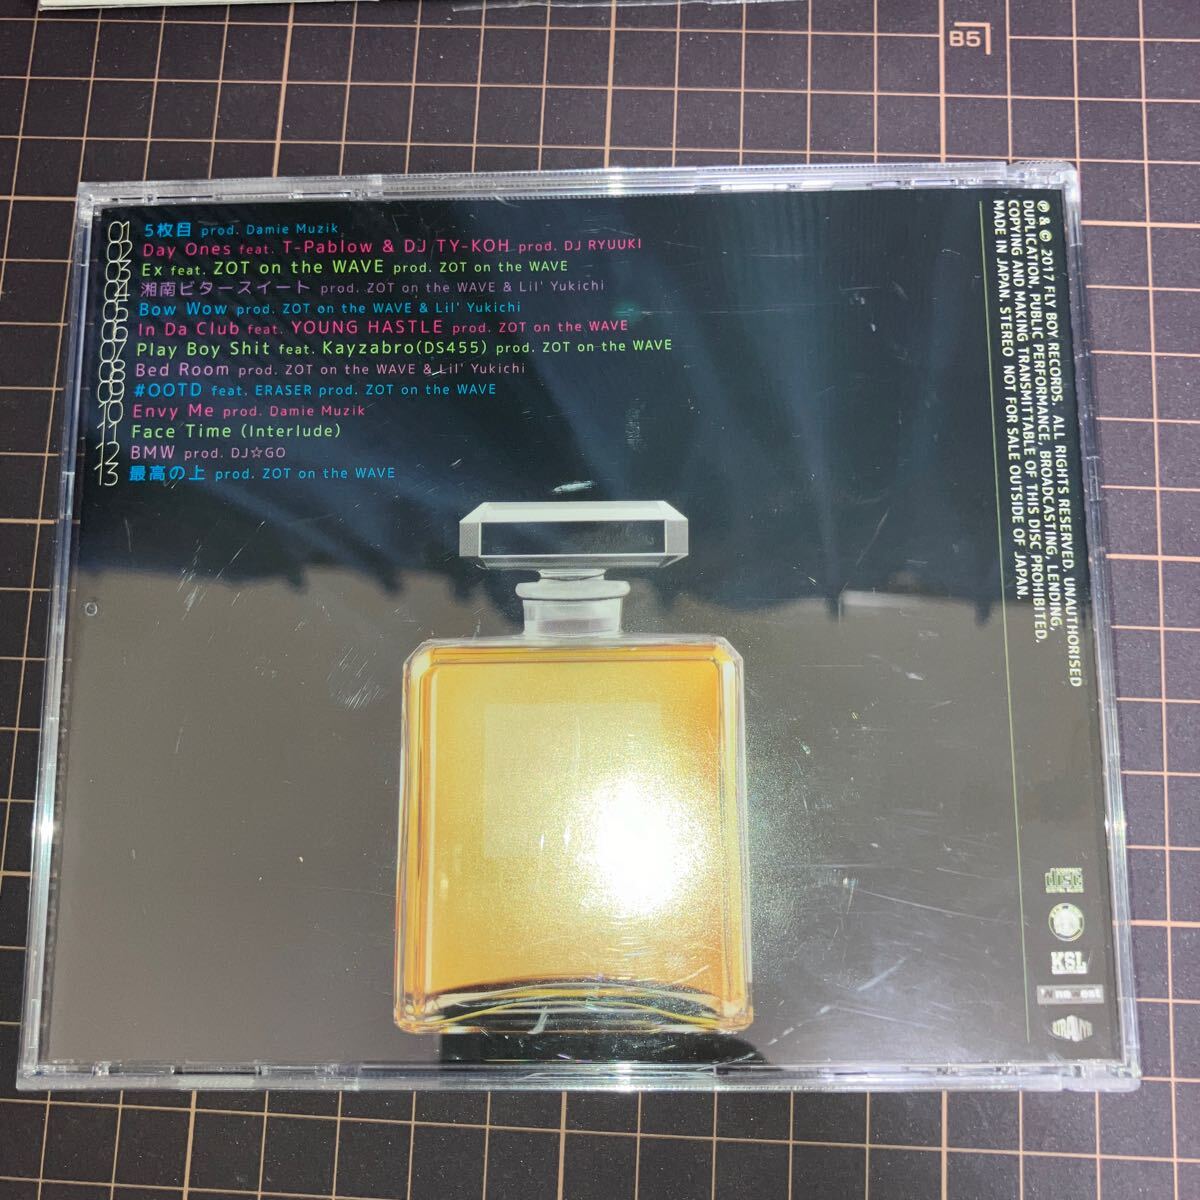 B5
01 5枚目 prod. Damie Muzik
02 Day Ones feat. T-Pablow & DJ TY-KOH prod. DJ RYUUKI
03 Ex feat. ZOT on the WAVE prod. ZOT on the WAVE
04 湘南ビタースイート prod. ZOT on the WAVE & Lil' Yukichi
05 Bow Wow prod. ZOT on the WAVE & Lil' Yukichi
06 In Da Club feat. YOUNG HASTLE prod. ZOT on the WAVE
07 Play Boy Shit feat. Kayzabro(DS455) prod. ZOT on the WAVE
08 Bed Room prod. ZOT on the WAVE & Lil' Yukichi
09 #OOTD feat. ERASER prod. ZOT on the WAVE
10 Envy Me prod. Damie Muzik
11 Face Time (Interlude)
12 BMW prod. DJ☆GO
13 最高の上 prod. ZOT on the WAVE
℗ & © 2017 FLY BOY RECORDS. ALL RIGHTS RESERVED. UNAUTHORISED
DUPLICATION, PUBLIC PERFORMANCE, BROADCASTING, LENDING,
COPYING AND MAKING TRANSMITTABLE OF THIS DISC PROHIBITED.
MADE IN JAPAN. STEREO NOT FOR SALE OUTSIDE OF JAPAN.
COMPACT
disc
DIGITAL AUDIO
KSL